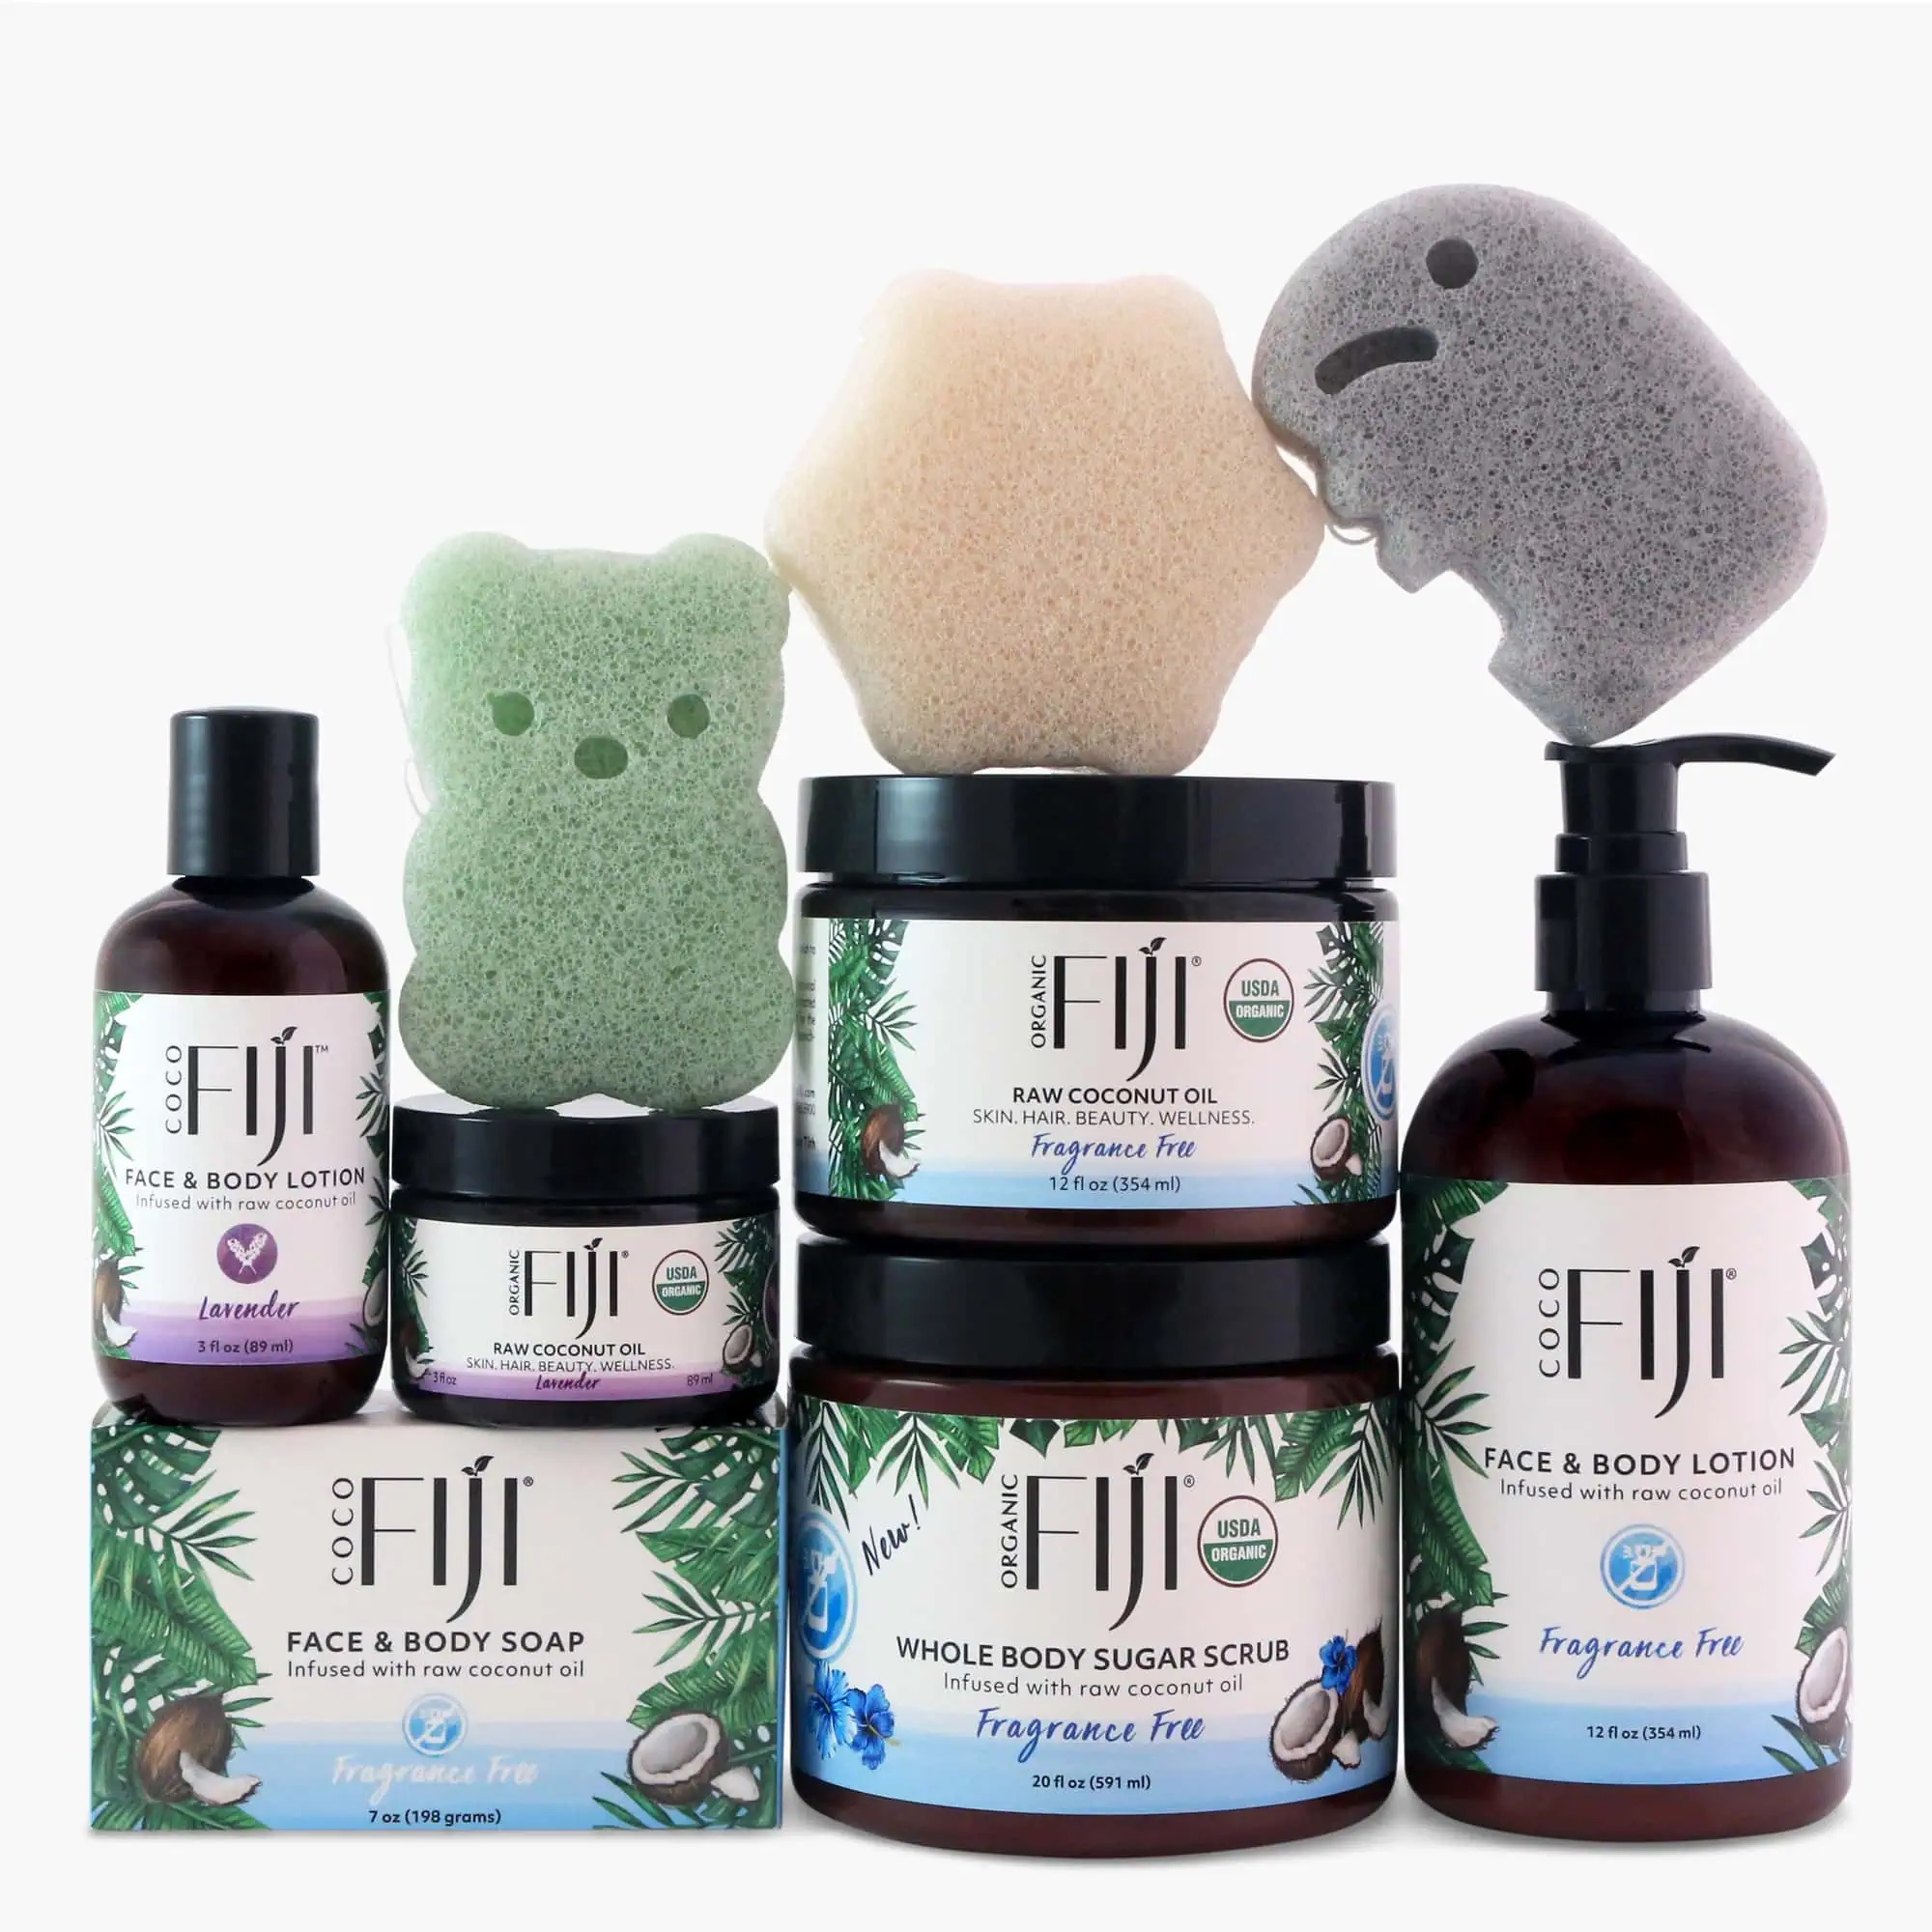 COCO FIJI™
FACE & BODY LOTION
Infused with raw coconut oil
Lavender
3 fl oz (89 ml)
ORGANIC FIJI®
USDA
ORGANIC
RAW COCONUT OIL
SKIN. HAIR. BEAUTY. WELLNESS.
3 fl oz Lavender 89 ml
COCO FIJI®
FACE & BODY SOAP
Infused with raw coconut oil
Fragrance Free
7 oz (198 grams)
ORGANIC FIJI®
USDA
ORGANIC
RAW COCONUT OIL
SKIN. HAIR. BEAUTY. WELLNESS.
Fragrance Free
12 fl oz (354 ml)
New!
ORGANIC FIJI®
USDA
ORGANIC
WHOLE BODY SUGAR SCRUB
Infused with raw coconut oil
Fragrance Free
20 fl oz (591 ml)
COCO FIJI®
FACE & BODY LOTION
Infused with raw coconut oil
Fragrance Free
12 fl oz (354 ml)